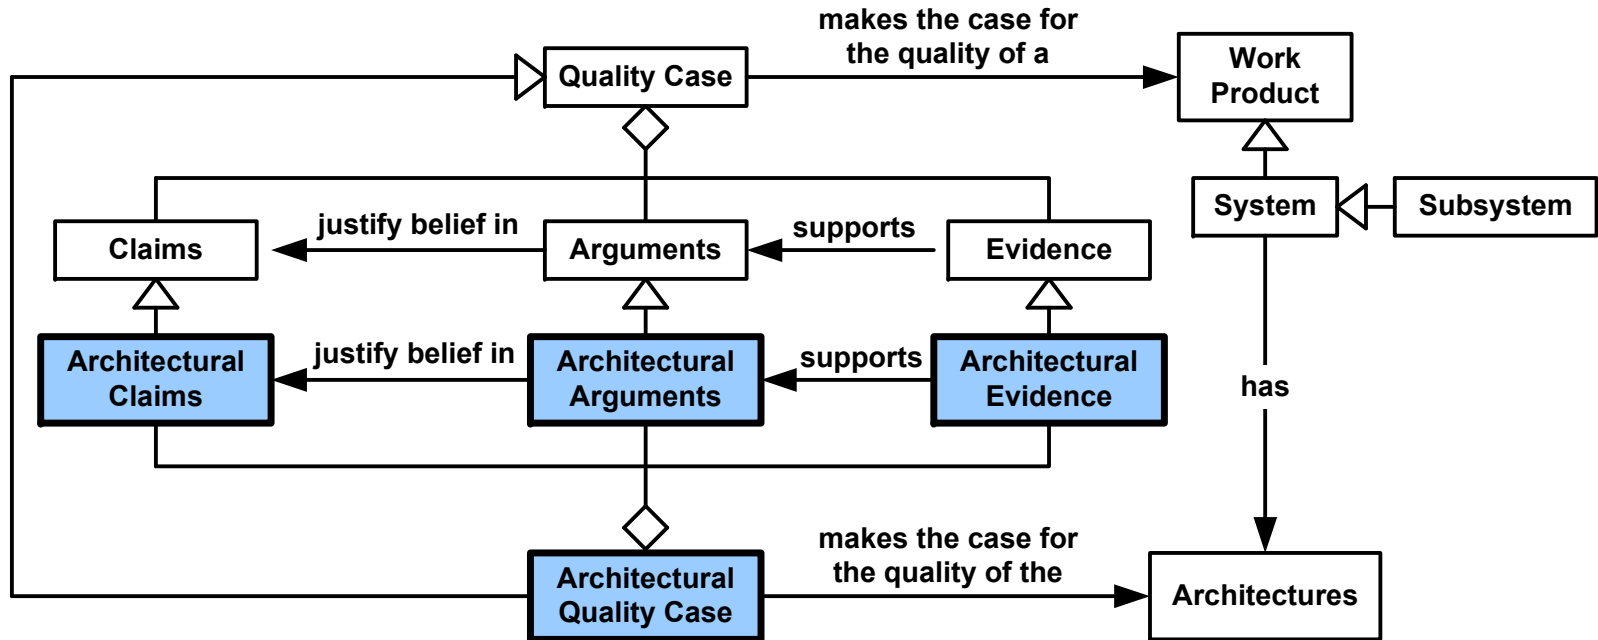 makes the case for
the quality of a
Quality Case
Work
Product
System
Subsystem
justify belief in
supports
Claims
Arguments
Evidence
justify belief in
supports
Architectural
Claims
Architectural
Arguments
Architectural
Evidence
has
makes the case for
the quality of the
Architectural
Quality Case
Architectures